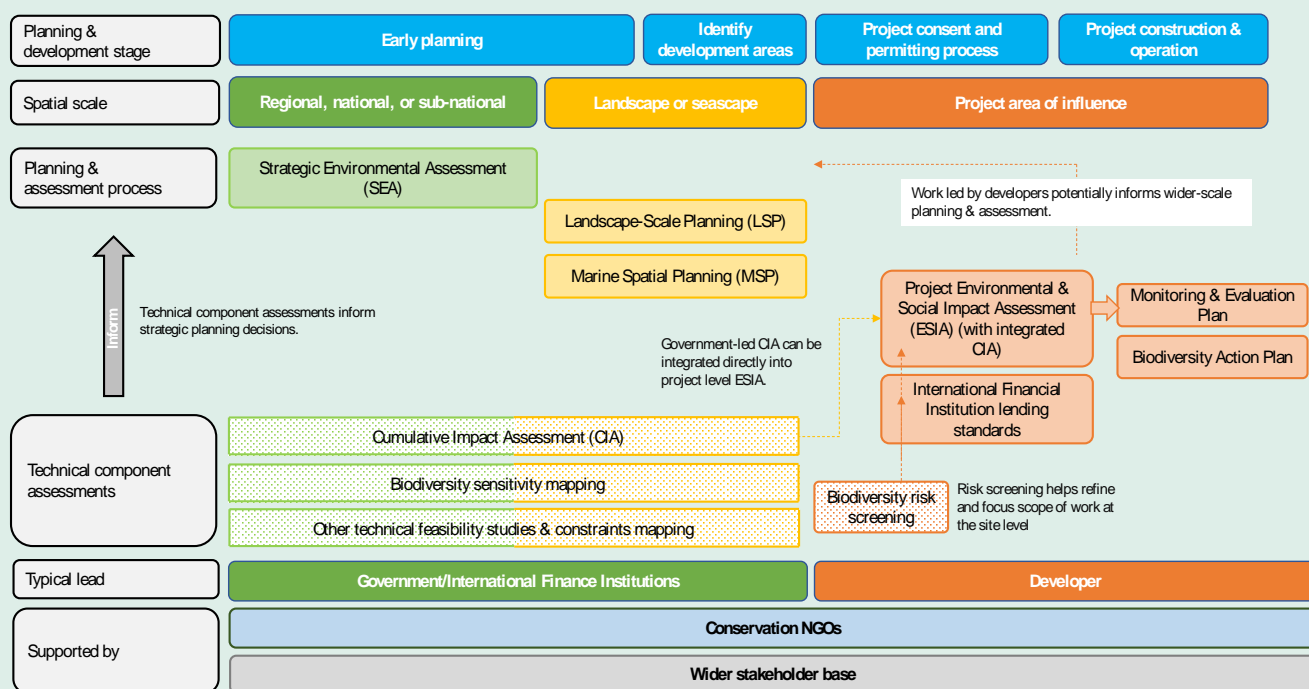 Planning &
development stage
Early planning
Identify
development areas
Project consent and
permitting process
Project construction &
operation
Spatial scale
Regional, national, or sub-national
Landscape or seascape
Project area of influence
Planning &
assessment process
Strategic Environmental Assessment
(SEA)
Work led by developers potentially informs wider-scale
planning & assessment.
Landscape-Scale Planning (LSP)
Marine Spatial Planning (MSP)
Inform
Technical component assessments inform
strategic planning decisions.
Project Environmental &
Social Impact Assessment
(ESIA) (with integrated
CIA)
Monitoring & Evaluation
Plan
Biodiversity Action Plan
Government-led CIA can be
integrated directly into
project level ESIA.
International Financial
Institution lending
standards
Technical component
assessments
Cumulative Impact Assessment (CIA)
Biodiversity sensitivity mapping
Other technical feasibility studies & constraints mapping
Biodiversity risk
screening
Risk screening helps refine
and focus scope of work at
the site level
Typical lead
Government/International Finance Institutions
Developer
Supported by
Conservation NGOs
Wider stakeholder base